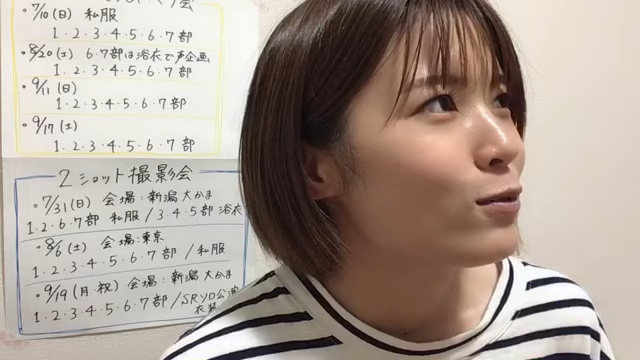 ○7/10(日) 私服
1・2・3・4・5・6・7部
○8/20(土) 6・7部は浴衣で声企画
1・2・3・4・5・6・7部
○9/11(日)
1・2・3・4・5・6・7部
○9/17(土)
1・2・3・4・5・6・7部
2ショット撮影会
○7/31(日) 会場:新潟 大かま
1・2・6・7部 私服/3・4・5部 浴衣
○8/6(土) 会場:東京
1・2・3・4・5・6・7部/私服
○9/19(月・祝) 会場:新潟 大かま
1・2・3・4・5・6・7部/SRYD公演
衣装